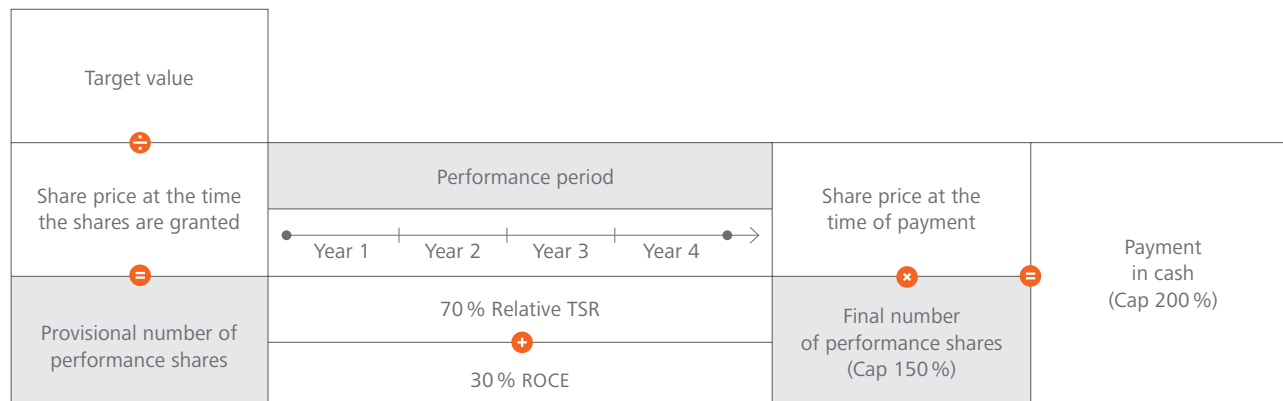 Target value
÷
Share price at the time
the shares are granted
=
Provisional number of
performance shares
Performance period
Year 1
Year 2
Year 3
Year 4
70 % Relative TSR
+
30 % ROCE
Share price at the
time of payment
×
Final number
of performance shares
(Cap 150 %)
=
Payment
in cash
(Cap 200 %)